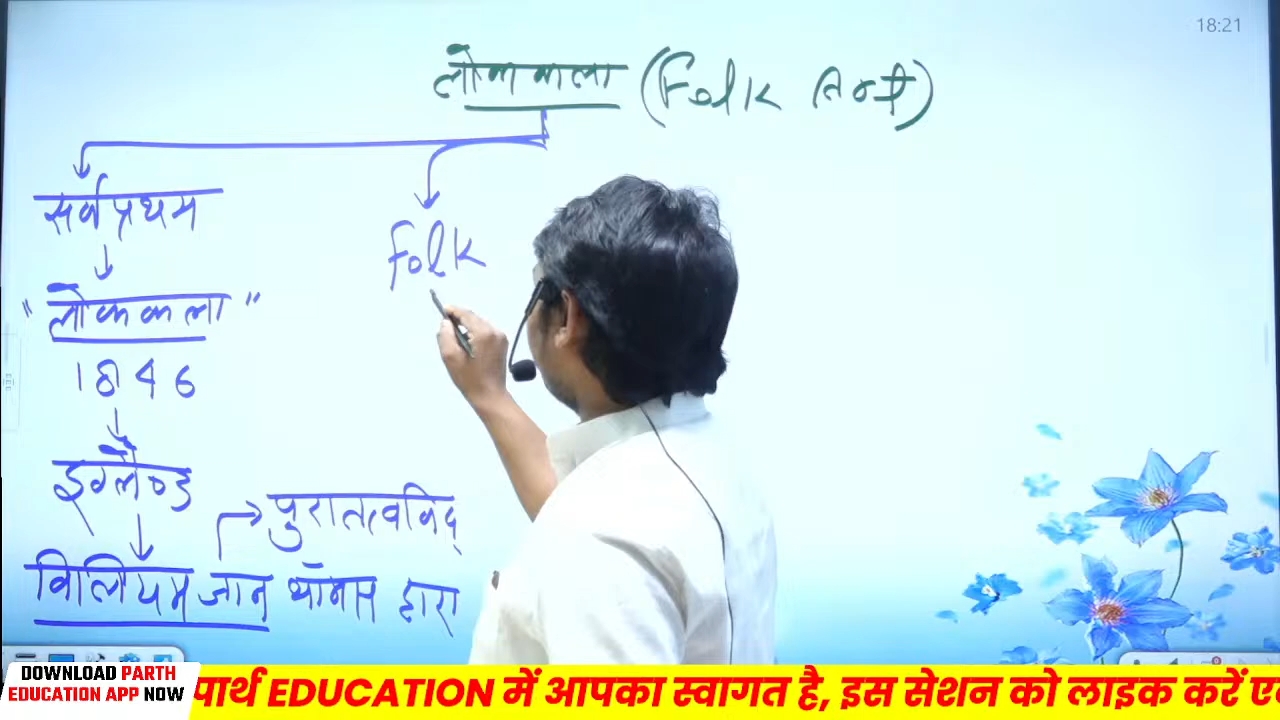 18:21
लोककला (Folk Art)
सर्वप्रथम
Folk
"लोककला"
1846
इग्लैण्ड
पुरातत्वविद्
विलियम जान थॉमस द्वारा
DOWNLOAD PARTH
EDUCATION APP NOW
पार्थ EDUCATION में आपका स्वागत है, इस सेशन को लाइक करें